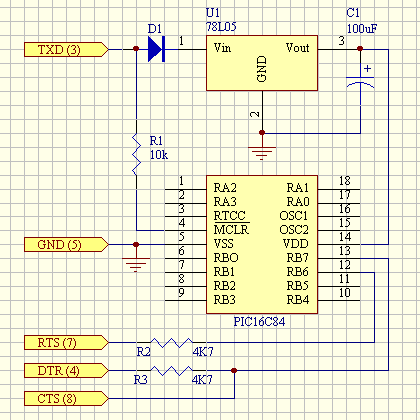 U1
78L05
C1
100uF
D1
TXD (3)
1
Vin
Vout
3
GND
2
R1
10k
1 RA2 RA1 18
2 RA3 RA0 17
3 RTCC OSC1 16
4 MCLR OSC2 15
GND (5)
5 VSS VDD 14
6 RBO RB7 13
7 RB1 RB6 12
8 RB2 RB5 11
9 RB3 RB4 10
PIC16C84
RTS (7)
R2 4K7
DTR (4)
R3 4K7
CTS (8)